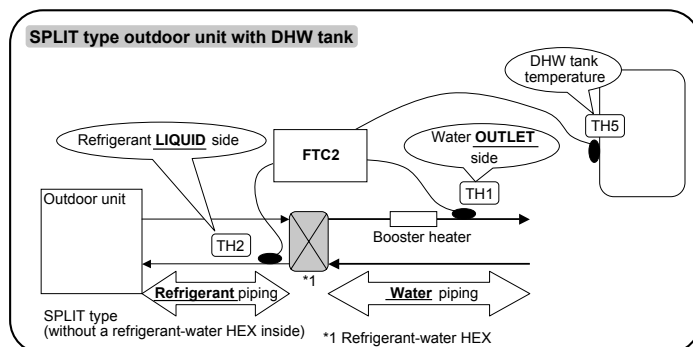 SPLIT type outdoor unit with DHW tank
DHW tank
temperature
TH5
Refrigerant LIQUID side
FTC2
Water OUTLET
side
TH1
Outdoor unit
TH2
Booster heater
*1
Refrigerant piping
Water piping
SPLIT type
(without a refrigerant-water HEX inside)
*1 Refrigerant-water HEX